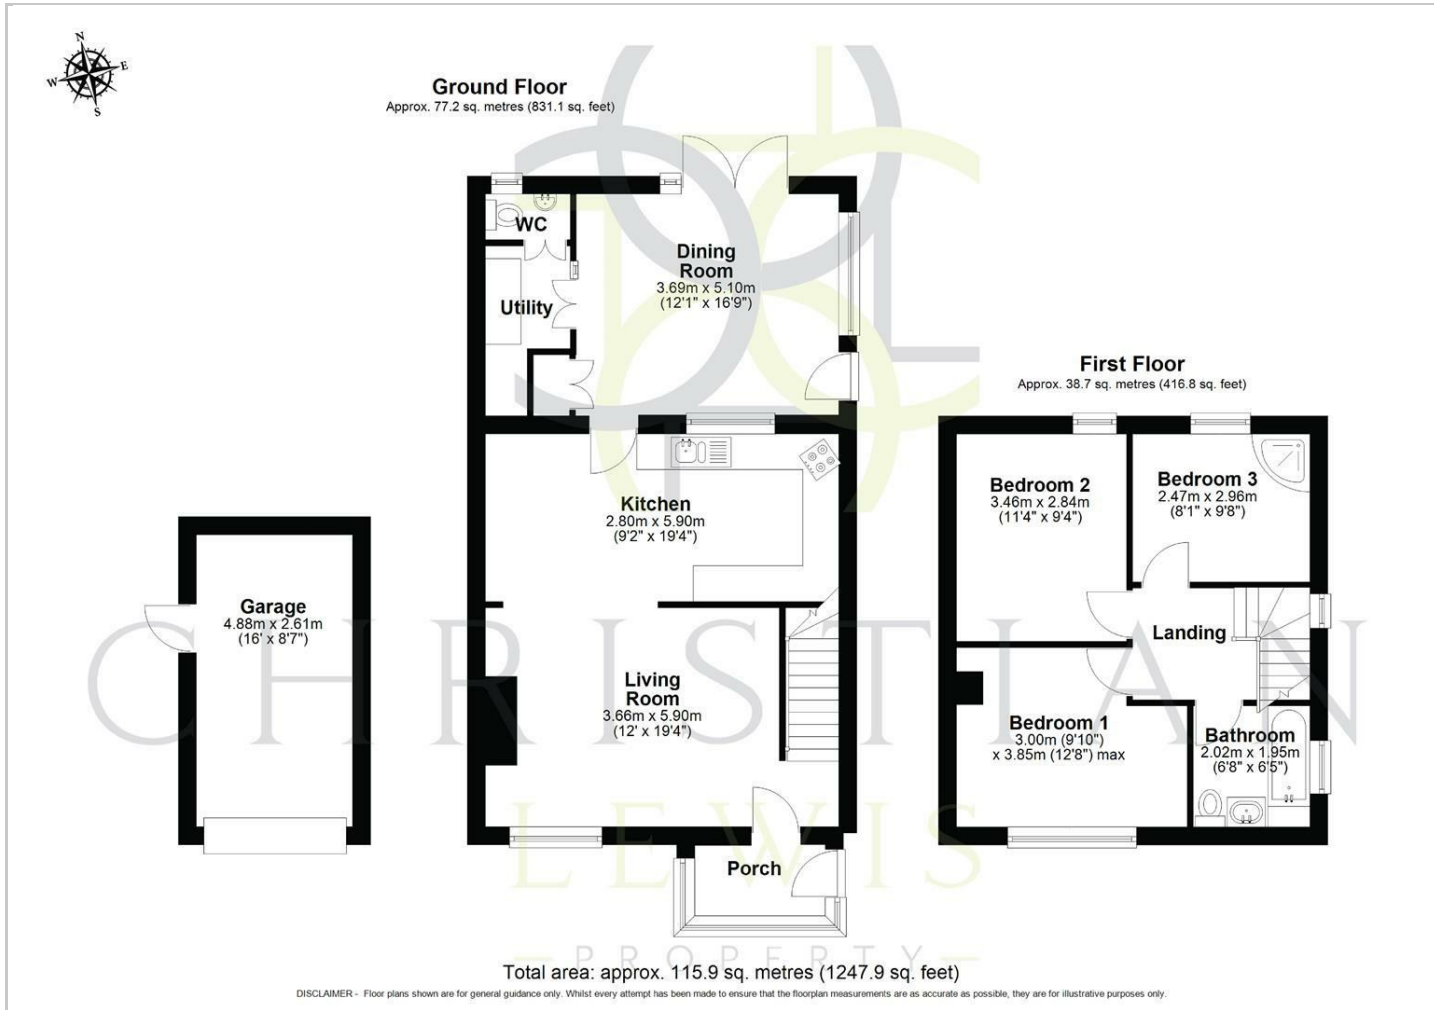 N
W
E
S
Ground Floor
Approx. 77.2 sq. metres (831.1 sq. feet)
WC
Utility
Dining
Room
3.69m x 5.10m
(12'1" x 16'9")
Kitchen
2.80m x 5.90m
(9'2" x 19'4")
Living
Room
3.66m x 5.90m
(12' x 19'4")
Porch
Garage
4.88m x 2.61m
(16' x 8'7")
First Floor
Approx. 38.7 sq. metres (416.8 sq. feet)
Bedroom 2
3.46m x 2.84m
(11'4" x 9'4")
Bedroom 3
2.47m x 2.96m
(8'1" x 9'8")
Landing
Bedroom 1
3.00m (9'10")
x 3.85m (12'8") max
Bathroom
2.02m x 1.95m
(6'8" x 6'5")
CHRISTIAN
LEWIS
PROPERTY
Total area: approx. 115.9 sq. metres (1247.9 sq. feet)
DISCLAIMER - Floor plans shown are for general guidance only. Whilst every attempt has been made to ensure that the floorplan measurements are as accurate as possible, they are for illustrative purposes only.